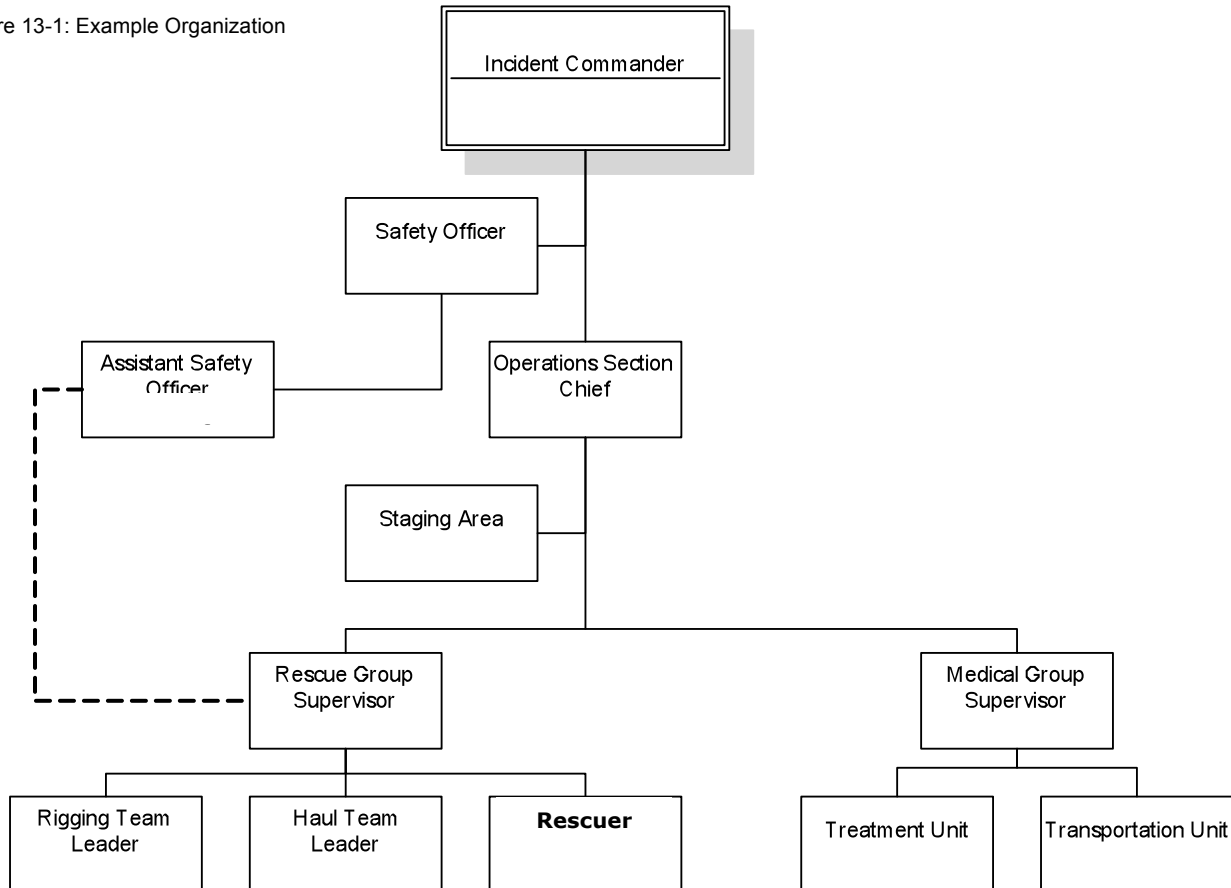 re 13-1: Example Organization
Incident Commander
Safety Officer
Assistant Safety
Officer
Operations Section
Chief
Staging Area
Rescue Group
Supervisor
Medical Group
Supervisor
Rigging Team
Leader
Haul Team
Leader
Rescuer
Treatment Unit
Transportation Unit